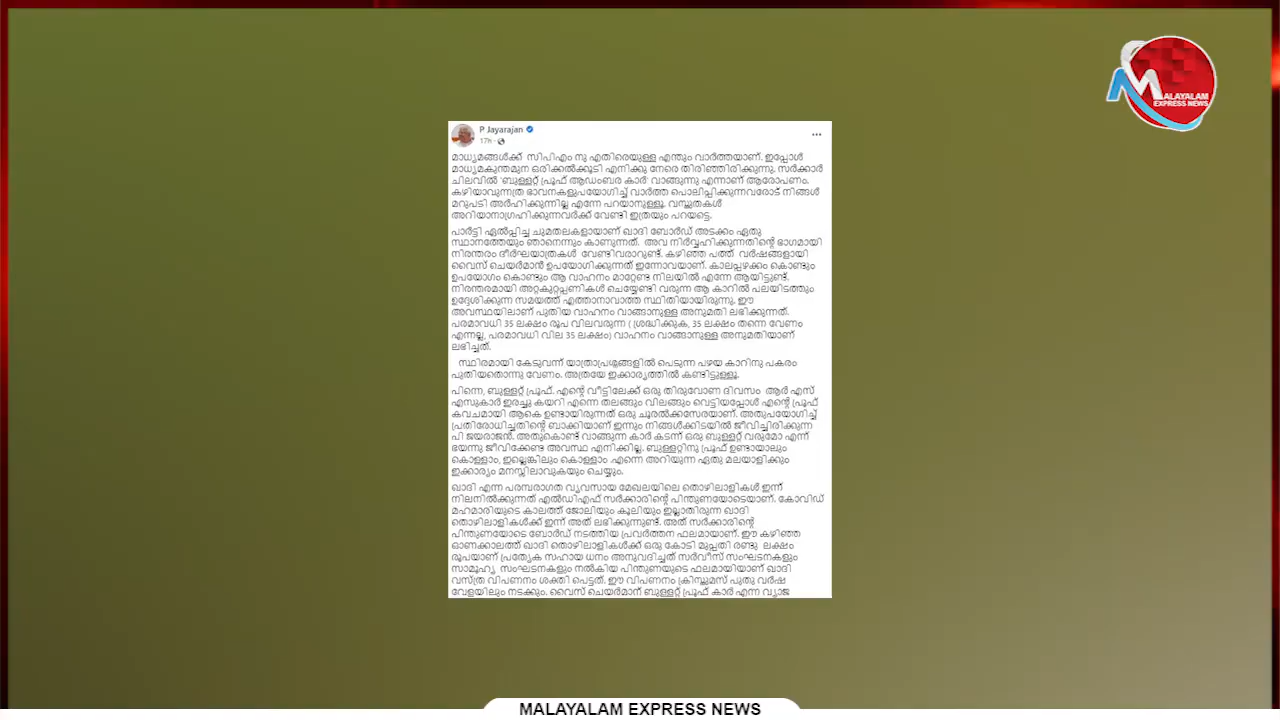 MALAYALAM
EXPRESS NEWS
P Jayarajan
17h
മാധ്യമങ്ങൾക്ക് സിപിഎം നു എതിരെയുള്ള എന്തും വാർത്തയാണ്. ഇപ്പോൾ
മാധ്യമകുന്തമുന ഒരിക്കൽക്കൂടി എനിക്കു നേരെ തിരിഞ്ഞിരിക്കുന്നു. സർക്കാർ
ചിലവിൽ 'ബുള്ളറ്റ് പ്രൂഫ് ആഡംബര കാർ' വാങ്ങുന്നു എന്നാണ് ആരോപണം.
കഴിയാവുന്നത്ര ഭാവനകളുപയോഗിച്ച് വാർത്ത പൊലിപ്പിക്കുന്നവരോട് നിങ്ങൾ
മറുപടി അർഹിക്കുന്നില്ല എന്നേ പറയാനുള്ളൂ. വസ്തുതകൾ
അറിയാനാഗ്രഹിക്കുന്നവർക്ക് വേണ്ടി ഇത്രയും പറയട്ടെ.
പാർട്ടി ഏൽപ്പിച്ച ചുമതലകളായാണ് ഖാദി ബോർഡ് അടക്കം ഏതു
സ്ഥാനത്തേയും ഞാനെന്നും കാണുന്നത്. അവ നിർവ്വഹിക്കുന്നതിന്റെ ഭാഗമായി
നിരന്തരം ദീർഘയാത്രകൾ വേണ്ടിവരാറുണ്ട്. കഴിഞ്ഞ പത്ത് വർഷങ്ങളായി
വൈസ് ചെയർമാൻ ഉപയോഗിക്കുന്നത് ഇന്നോവയാണ്. കാലപ്പഴക്കം കൊണ്ടും
ഉപയോഗം കൊണ്ടും ആ വാഹനം മാറ്റേണ്ട നിലയിൽ എന്നേ ആയിട്ടുണ്ട്.
നിരന്തരമായി അറ്റകുറ്റപ്പണികൾ ചെയ്യേണ്ടി വരുന്ന ആ കാറിൽ പലയിടത്തും
ഉദ്ദേശിക്കുന്ന സമയത്ത് എത്താനാവാത്ത സ്ഥിതിയായിരുന്നു. ഈ
അവസ്ഥയിലാണ് പുതിയ വാഹനം വാങ്ങാനുള്ള അനുമതി ലഭിക്കുന്നത്.
പരമാവധി 35 ലക്ഷം രൂപ വിലവരുന്ന ( (ശ്രദ്ധിക്കുക, 35 ലക്ഷം തന്നെ വേണം
എന്നല്ല, പരമാവധി വില 35 ലക്ഷം) വാഹനം വാങ്ങാനുള്ള അനുമതിയാണ്
ലഭിച്ചത്.
സ്ഥിരമായി കേടുവന്ന് യാത്രാപ്രശ്നങ്ങളിൽ പെടുന്ന പഴയ കാറിനു പകരം
പുതിയതൊന്നു വേണം. അത്രയേ ഇക്കാര്യത്തിൽ കണ്ടിട്ടുള്ളൂ.
പിന്നെ, ബുള്ളറ്റ് പ്രൂഫ്. എന്റെ വീട്ടിലേക്ക് ഒരു തിരുവോണ ദിവസം ആർ എസ്
എസുകാർ ഇരച്ചു കയറി എന്നെ തലങ്ങും വിലങ്ങും വെട്ടിയപ്പോൾ എന്റെ പ്രൂഫ്
കവചമായി ആകെ ഉണ്ടായിരുന്നത് ഒരു ചൂരൽക്കസേരയാണ്. അതുപയോഗിച്ച്
പ്രതിരോധിച്ചതിന്റെ ബാക്കിയാണ് ഇന്നും നിങ്ങൾക്കിടയിൽ ജീവിച്ചിരിക്കുന്ന
പി ജയരാജൻ. അതുകൊണ്ട് വാങ്ങുന്ന കാർ കടന്ന് ഒരു ബുള്ളറ്റ് വരുമോ എന്ന്
ഭയന്നു ജീവിക്കേണ്ട അവസ്ഥ എനിക്കില്ല. ബുള്ളറ്റിനു പ്രൂഫ് ഉണ്ടായാലും
കൊള്ളാം, ഇല്ലെങ്കിലും കൊള്ളാം .എന്നെ അറിയുന്ന ഏതു മലയാളിക്കും
ഇക്കാര്യം മനസ്സിലാവുകയും ചെയ്യും.
ഖാദി എന്ന പരമ്പരാഗത വ്യവസായ മേഖലയിലെ തൊഴിലാളികൾ ഇന്ന്
നിലനിൽക്കുന്നത് എൽഡിഎഫ് സർക്കാരിന്റെ പിന്തുണയോടെയാണ്. കോവിഡ്
മഹമാരിയുടെ കാലത്ത് ജോലിയും കൂലിയും ഇല്ലാതിരുന്ന ഖാദി
തൊഴിലാളികൾക്ക് ഇന്ന് അത് ലഭിക്കുന്നുണ്ട്. അത് സർക്കാരിന്റെ
പിന്തുണയോടെ ബോർഡ് നടത്തിയ പ്രവർത്തന ഫലമായാണ്. ഈ കഴിഞ്ഞ
ഓണക്കാലത്ത് ഖാദി തൊഴിലാളികൾക്ക് ഒരു കോടി മുപ്പതി രണ്ടു ലക്ഷം
രൂപയാണ് പ്രത്യേക സഹായ ധനം അനുവദിച്ചത് സർവീസ് സംഘടനകളും
സാമൂഹ്യ സംഘടനകളും നൽകിയ പിന്തുണയുടെ ഫലമായിയാണ് ഖാദി
വസ്ത്ര വിപണനം ശക്തി പെട്ടത്. ഈ വിപണനം ക്രിസ്തുമസ് പുതു വർഷ
വേളയിലും നടക്കും. വൈസ് ചെയർമാന് ബുള്ളറ്റ് പ്രൂഫ് കാർ എന്ന വ്യാജ
MALAYALAM EXPRESS NEWS